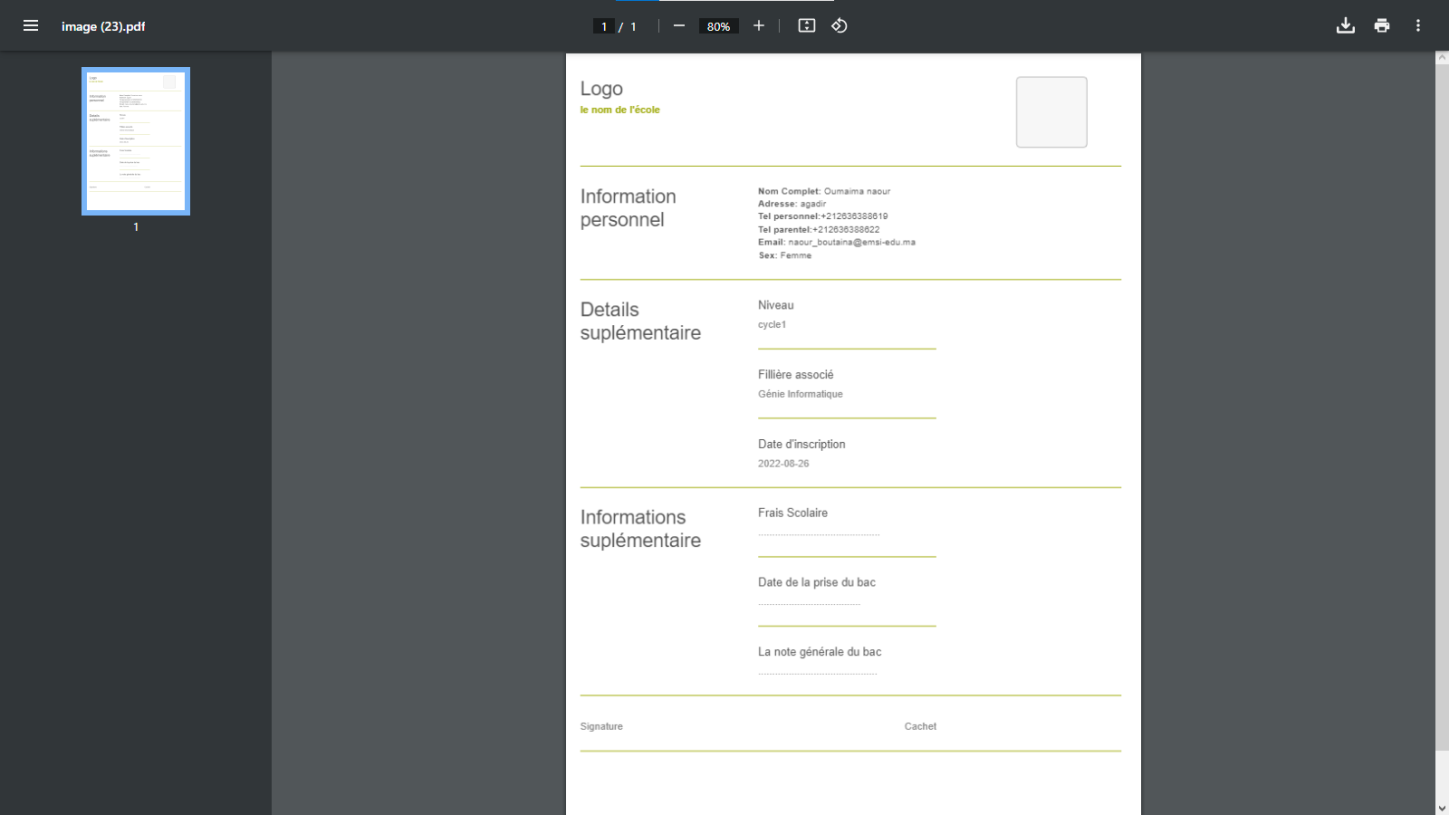 image (23).pdf
1 / 1
80%
Logo
le nom de l'école
Information
personnel
Nom Complet: Oumaima naour
Adresse: agadir
Tel personnel:+212636388619
Tel parentel:+212636388622
Email: naour_boutaina@emsi-edu.ma
Sex: Femme
Details
suplémentaire
Niveau
cycle1
Fillière associé
Génie Informatique
Date d'inscription
2022-08-26
Informations
suplémentaire
Frais Scolaire
Date de la prise du bac
La note générale du bac
Signature
Cachet
1